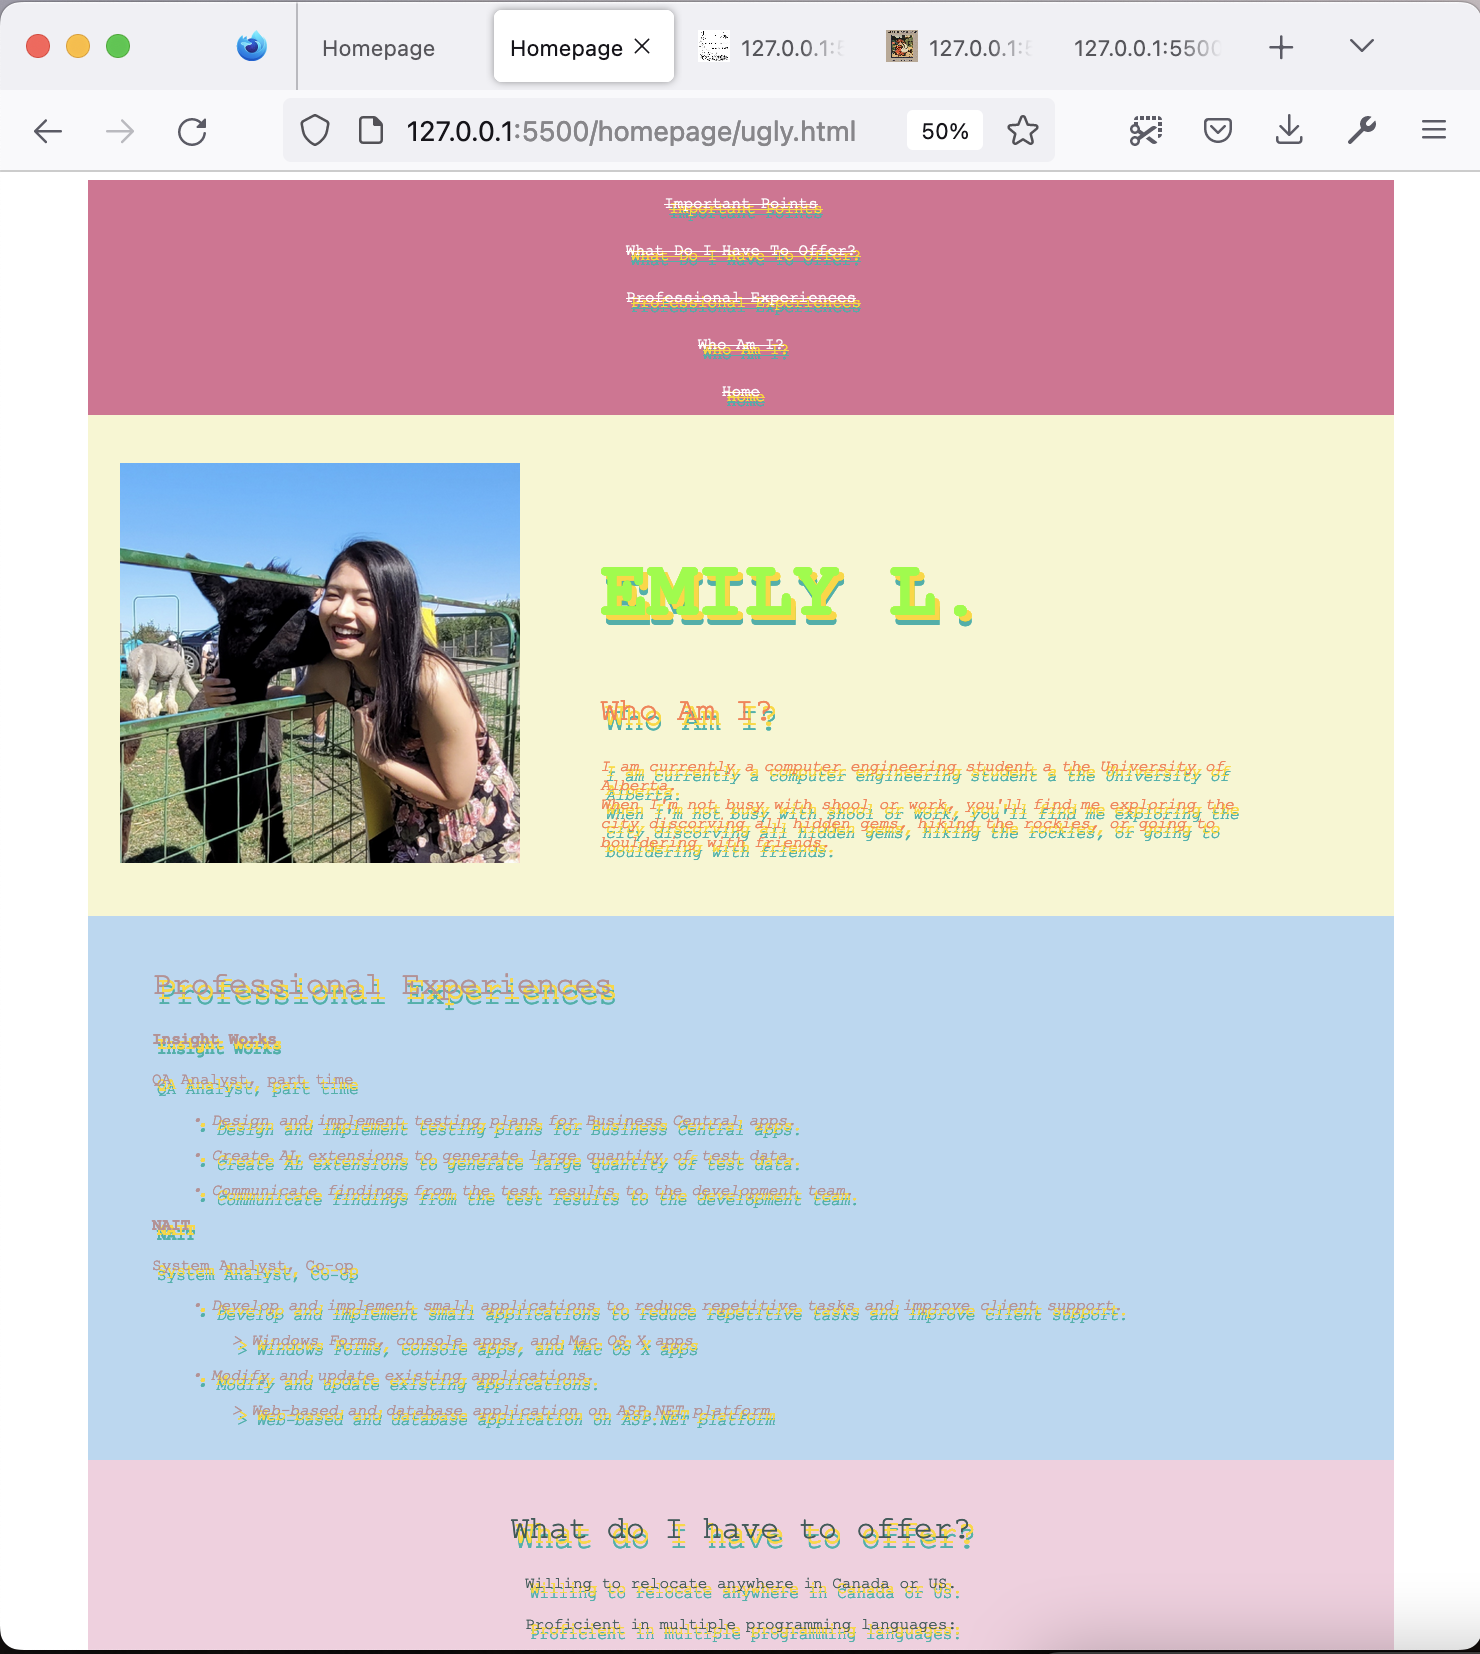 Homepage
Homepage
127.0.0.1:5
127.0.0.1:5
127.0.0.1:5500
127.0.0.1:5500/homepage/ugly.html
50%
Important Points
What Do I Have To Offer?
Professional Experiences
Who Am I?
Home
EMILY L.
Who Am I?
I am currently a computer engineering student a the University of
Alberta.
When I'm not busy with shool or work, you'll find me exploring the
city discorving all hidden gems, hiking the rockies, or going to
bouldering with friends.
Professional Experiences
Insight Works
QA Analyst, part time
• Design and implement testing plans for Business Central apps.
• Create AL extensions to generate large quantity of test data.
• Communicate findings from the test results to the development team.
NAIT
System Analyst, Co-op
• Develop and implement small applications to reduce repetitive tasks and improve client support.
> Windows Forms, console apps, and Mac OS X apps
• Modify and update existing applications.
> Web-based and database application on ASP.NET platform
What do I have to offer?
Willing to relocate anywhere in Canada or US.
Proficient in multiple programming languages: